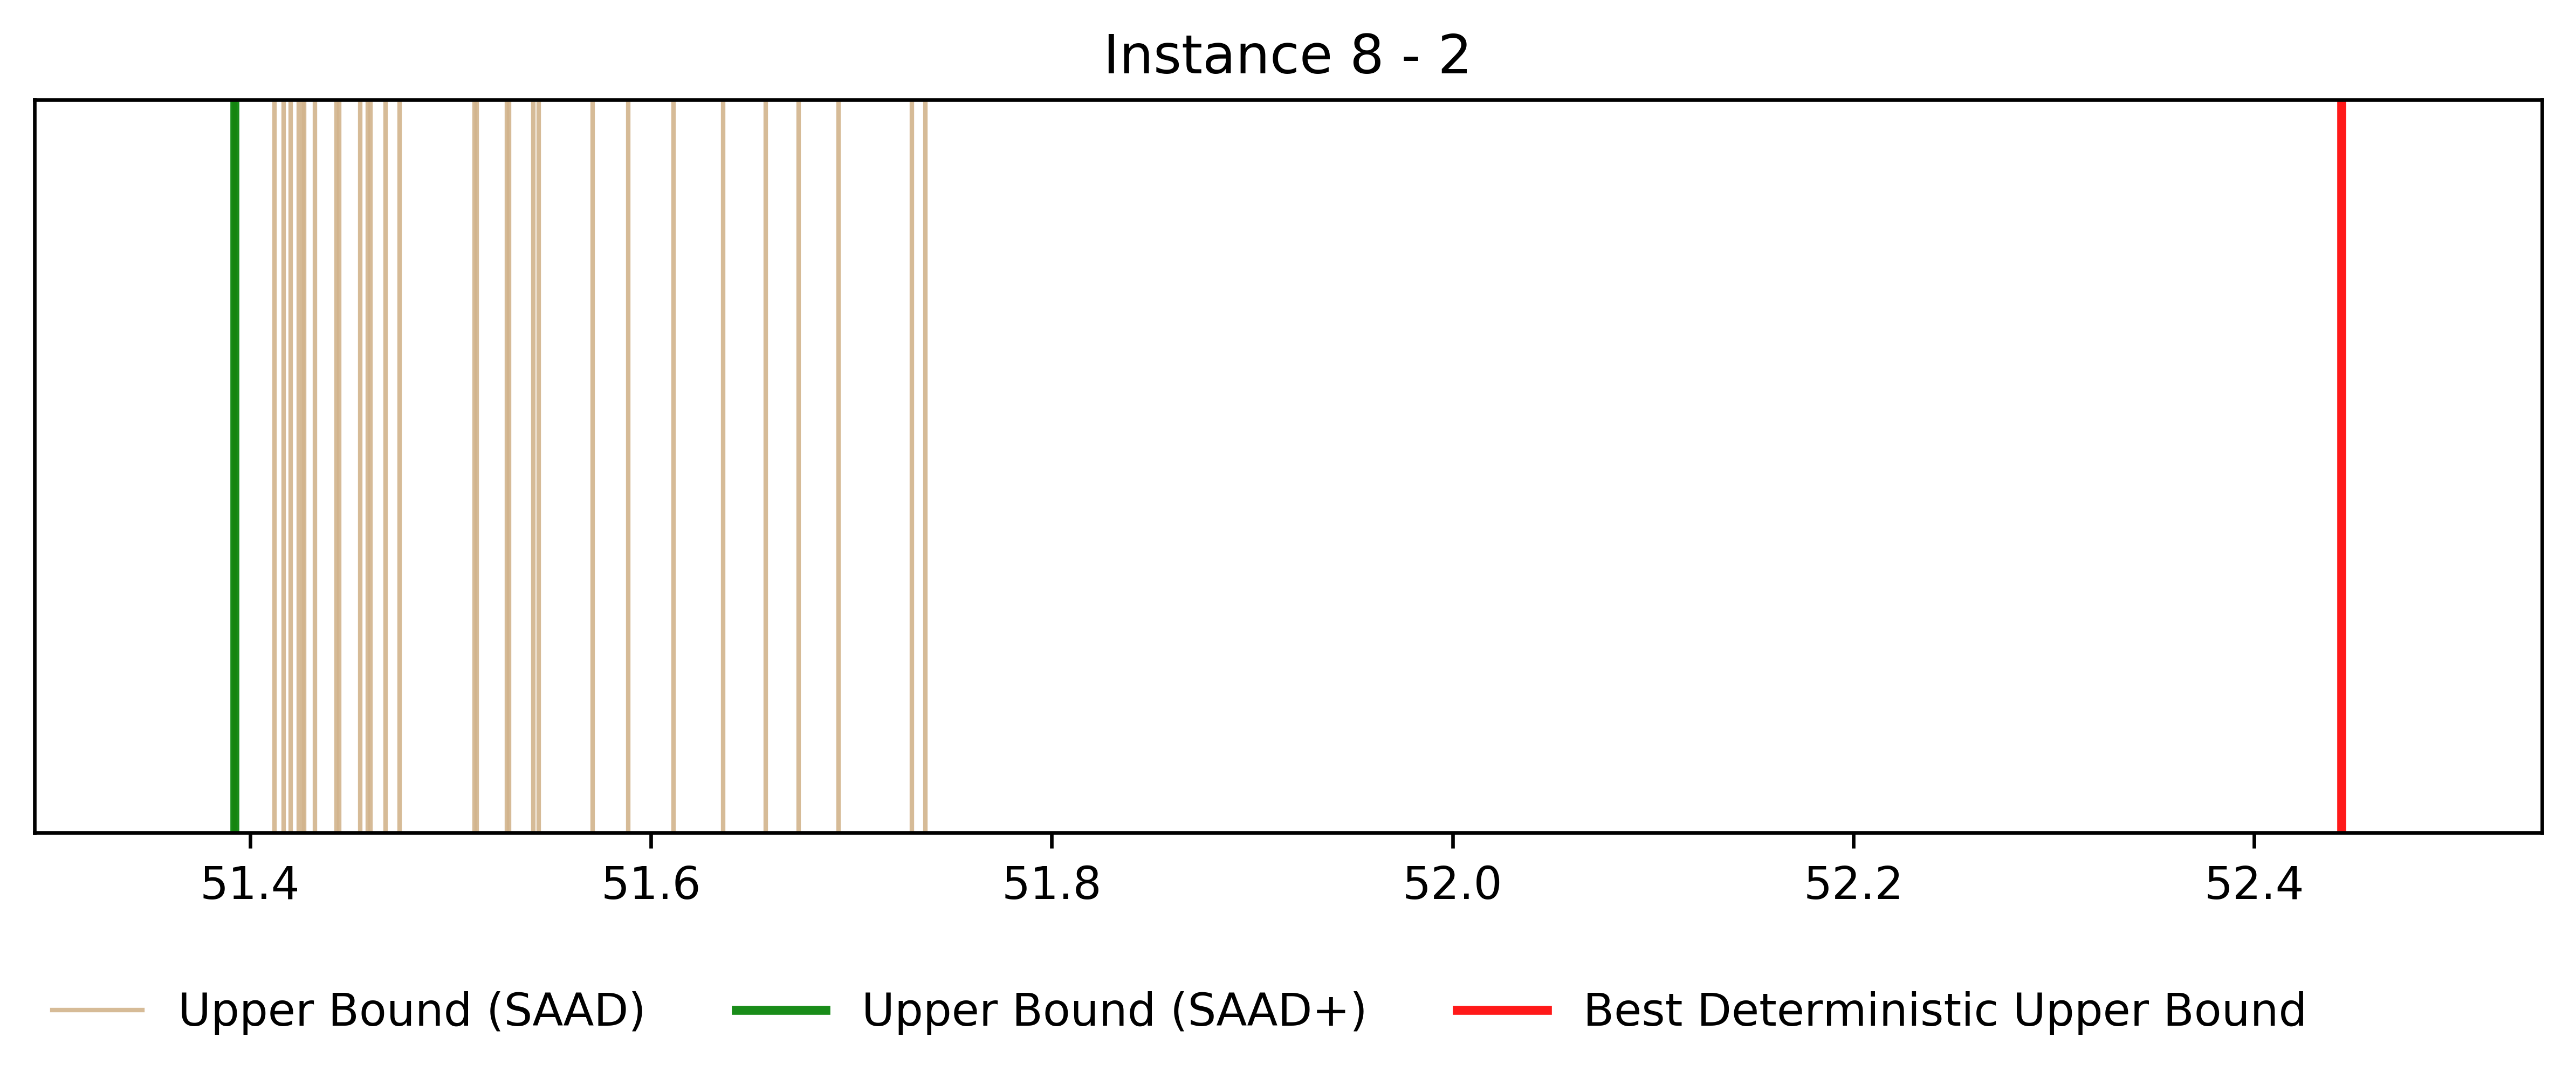 Instance 8 - 2
51.4 51.6 51.8 52.0 52.2 52.4
Upper Bound (SAAD) Upper Bound (SAAD+) Best Deterministic Upper Bound